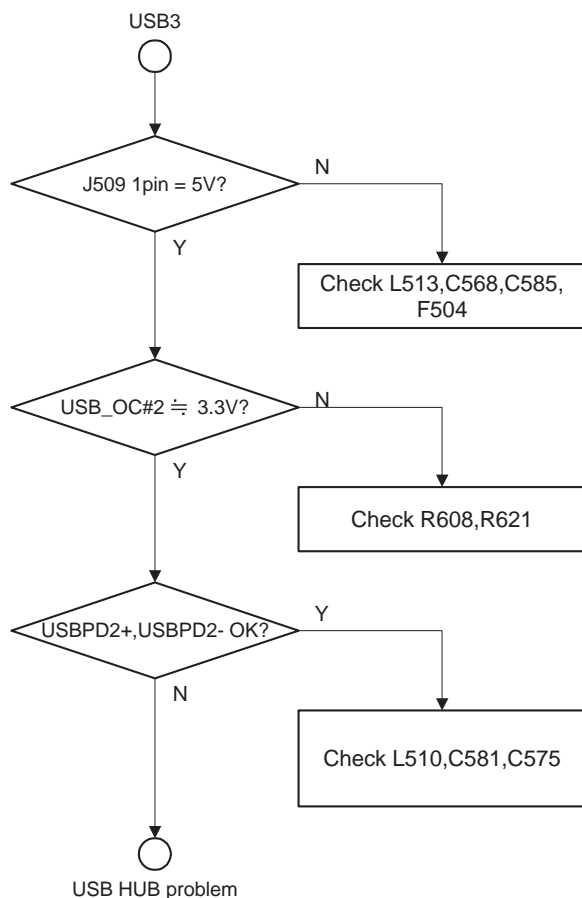 USB3
J509 1pin = 5V?
N
Y
Check L513,C568,C585,
F504
USB_OC#2 ≒ 3.3V?
N
Y
Check R608,R621
USBPD2+,USBPD2- OK?
Y
N
Check L510,C581,C575
USB HUB problem